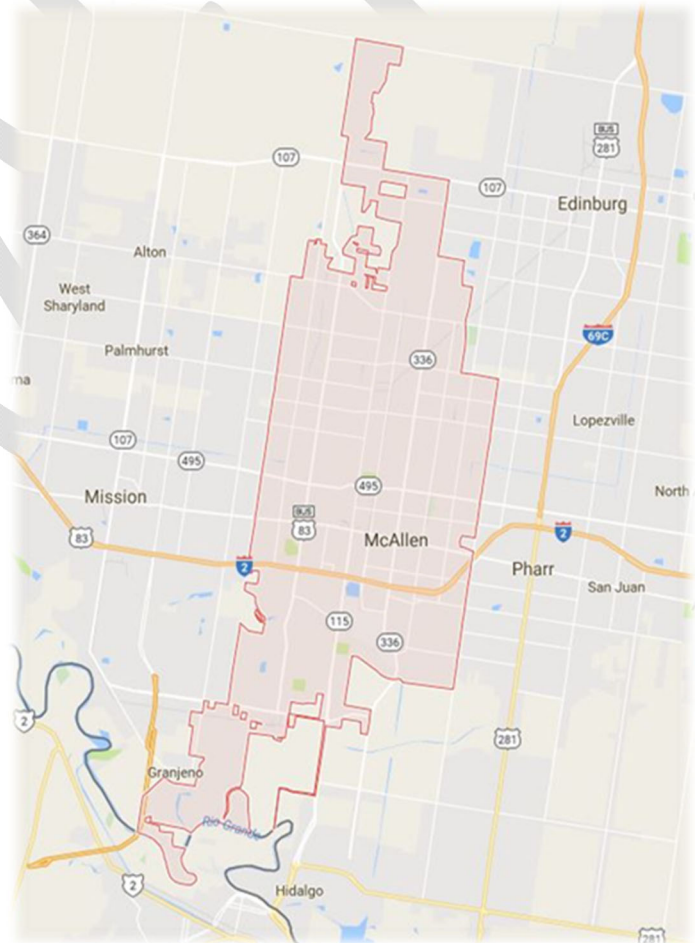 BUS
281
107
107
Edinburg
364
Alton
West
Sharyland
69C
Palmhurst
336
ma
Lopezville
107
495
495
North
Mission
BUS
83
83
McAllen
2
2
Pharr
San Juan
115
336
2
281
Granjeno
Rio Grande
2
Hidalgo
281